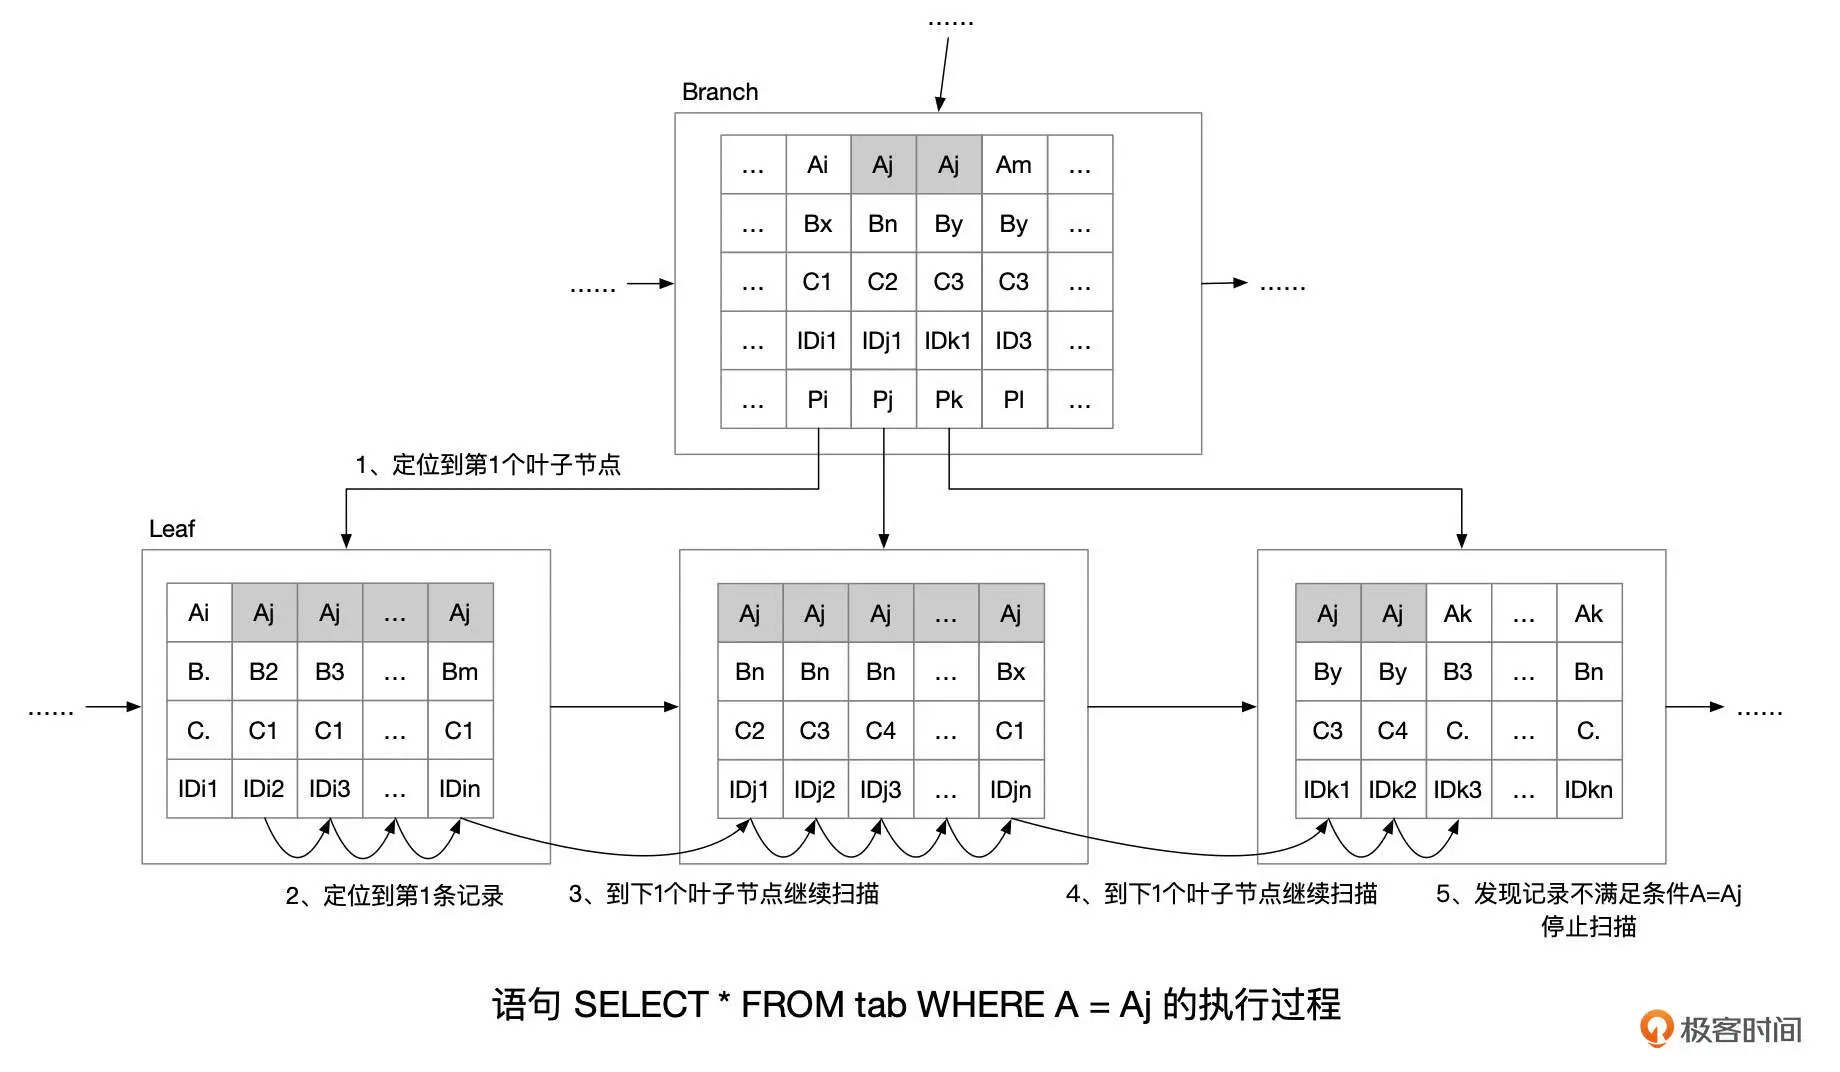 ......
Branch
... Ai Aj Aj Am ...
... Bx Bn By By ...
... C1 C2 C3 C3 ...
...... ......
... IDi1 IDj1 IDk1 ID3 ...
... Pi Pj Pk Pl ...
1、定位到第1个叶子节点
Leaf
Ai Aj Aj ... Aj
B. B2 B3 ... Bm
C. C1 C1 ... C1
IDi1 IDi2 IDi3 ... IDin
Aj Aj Aj ... Aj
Bn Bn Bn ... Bx
C2 C3 C4 ... C1
IDj1 IDj2 IDj3 ... IDjn
Aj Aj Ak ... Ak
By By B3 ... Bn
C3 C4 C. ... C.
IDk1 IDk2 IDk3 ... IDkn
...... ......
2、定位到第1条记录
3、到下1个叶子节点继续扫描
4、到下1个叶子节点继续扫描
5、发现记录不满足条件A=Aj
停止扫描
语句 SELECT * FROM tab WHERE A = Aj 的执行过程
极客时间